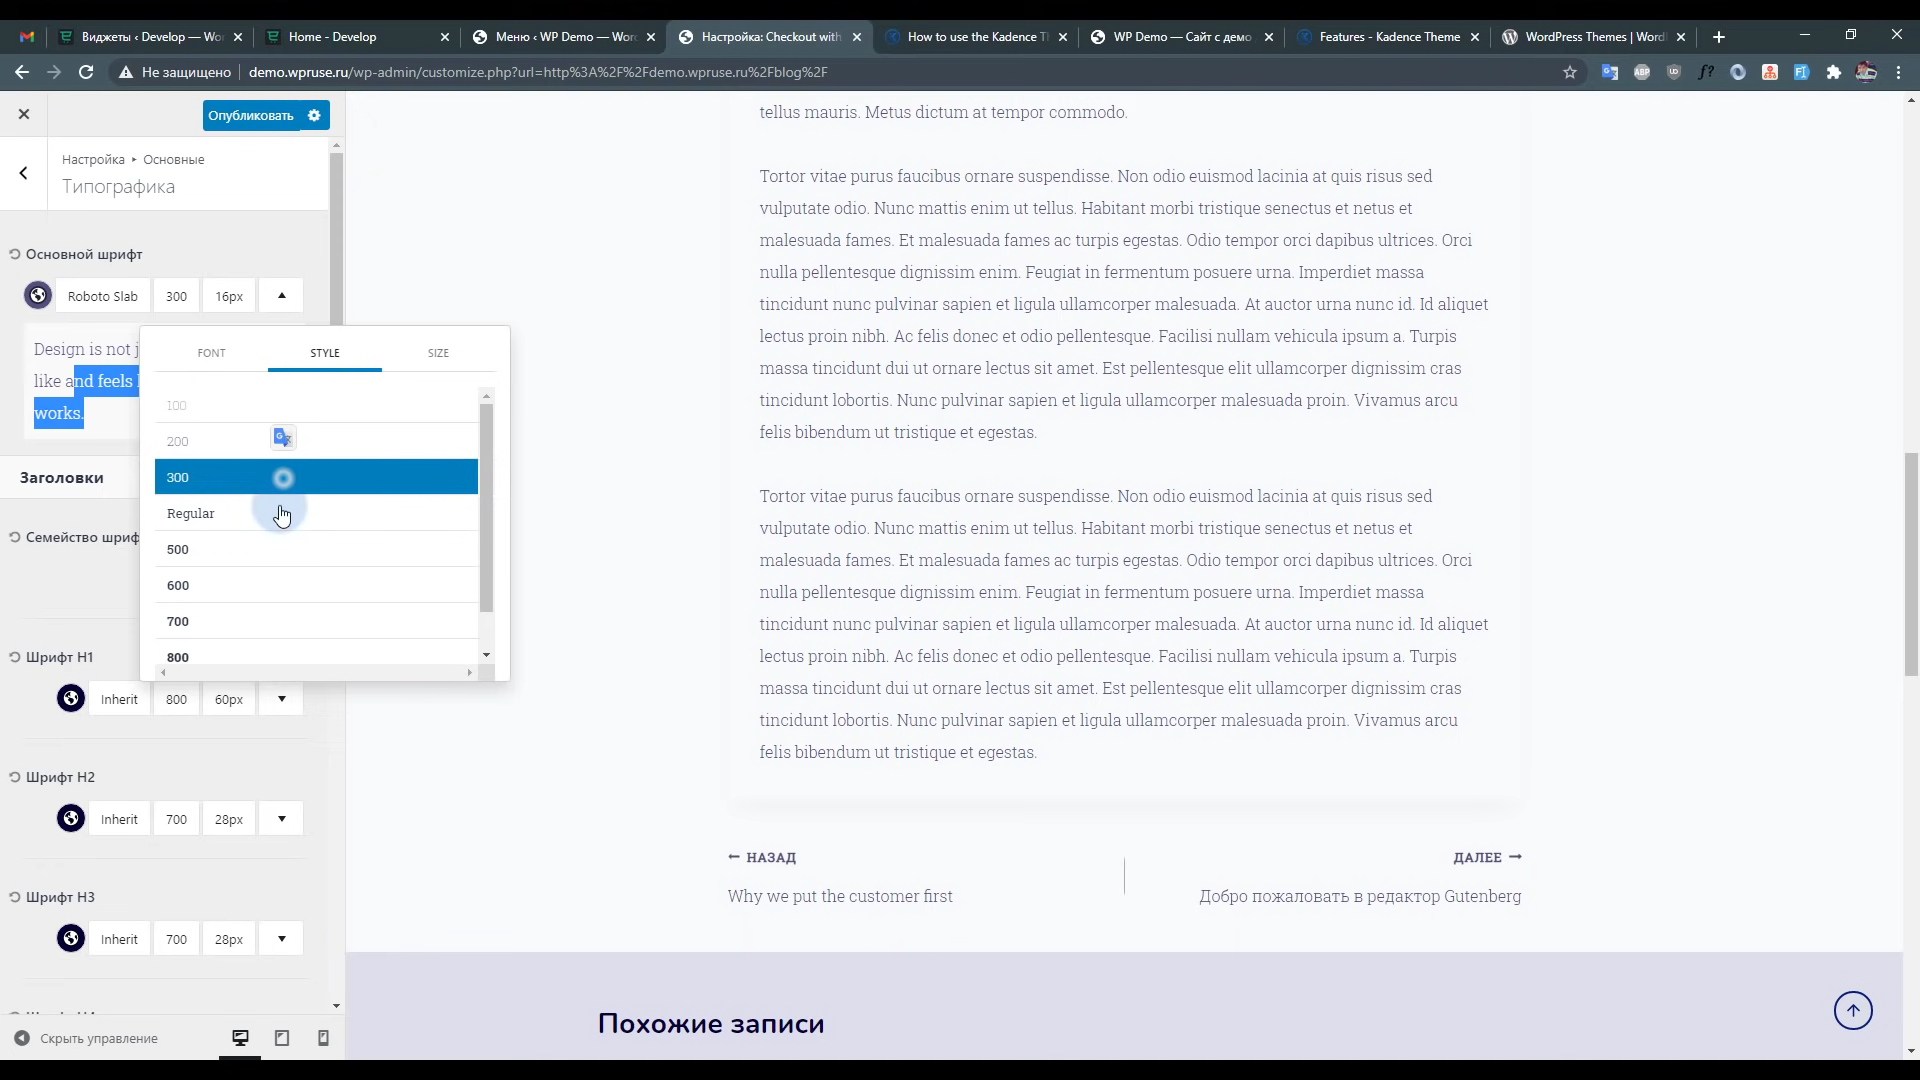 Виджеты ‹ Develop — Wo
Home - Develop
Меню ‹ WP Demo — Word
Настройка: Checkout with
How to use the Kadence T
WP Demo — Сайт с демо
Features - Kadence Theme
WordPress Themes | Word
Не защищено
demo.wpruse.ru/wp-admin/customize.php?url=http%3A%2F%2Fdemo.wpruse.ru%2Fblog%2F
Опубликовать
Настройка ▸ Основные
Типографика
Основной шрифт
Roboto Slab 300 16px
Design is not j
like and feels l
works.
FONT STYLE SIZE
100
200
300
Regular
500
600
700
800
Заголовки
Семейство шриф
Шрифт H1
Inherit 800 60px
Шрифт H2
Inherit 700 28px
Шрифт H3
Inherit 700 28px
Скрыть управление
tellus mauris. Metus dictum at tempor commodo.
Tortor vitae purus faucibus ornare suspendisse. Non odio euismod lacinia at quis risus sed
vulputate odio. Nunc mattis enim ut tellus. Habitant morbi tristique senectus et netus et
malesuada fames. Et malesuada fames ac turpis egestas. Odio tempor orci dapibus ultrices. Orci
nulla pellentesque dignissim enim. Feugiat in fermentum posuere urna. Imperdiet massa
tincidunt nunc pulvinar sapien et ligula ullamcorper malesuada. At auctor urna nunc id. Id aliquet
lectus proin nibh. Ac felis donec et odio pellentesque. Facilisi nullam vehicula ipsum a. Turpis
massa tincidunt dui ut ornare lectus sit amet. Est pellentesque elit ullamcorper dignissim cras
tincidunt lobortis. Nunc pulvinar sapien et ligula ullamcorper malesuada proin. Vivamus arcu
felis bibendum ut tristique et egestas.
Tortor vitae purus faucibus ornare suspendisse. Non odio euismod lacinia at quis risus sed
vulputate odio. Nunc mattis enim ut tellus. Habitant morbi tristique senectus et netus et
malesuada fames. Et malesuada fames ac turpis egestas. Odio tempor orci dapibus ultrices. Orci
nulla pellentesque dignissim enim. Feugiat in fermentum posuere urna. Imperdiet massa
tincidunt nunc pulvinar sapien et ligula ullamcorper malesuada. At auctor urna nunc id. Id aliquet
lectus proin nibh. Ac felis donec et odio pellentesque. Facilisi nullam vehicula ipsum a. Turpis
massa tincidunt dui ut ornare lectus sit amet. Est pellentesque elit ullamcorper dignissim cras
tincidunt lobortis. Nunc pulvinar sapien et ligula ullamcorper malesuada proin. Vivamus arcu
felis bibendum ut tristique et egestas.
← НАЗАД
Why we put the customer first
ДАЛЕЕ →
Добро пожаловать в редактор Gutenberg
Похожие записи